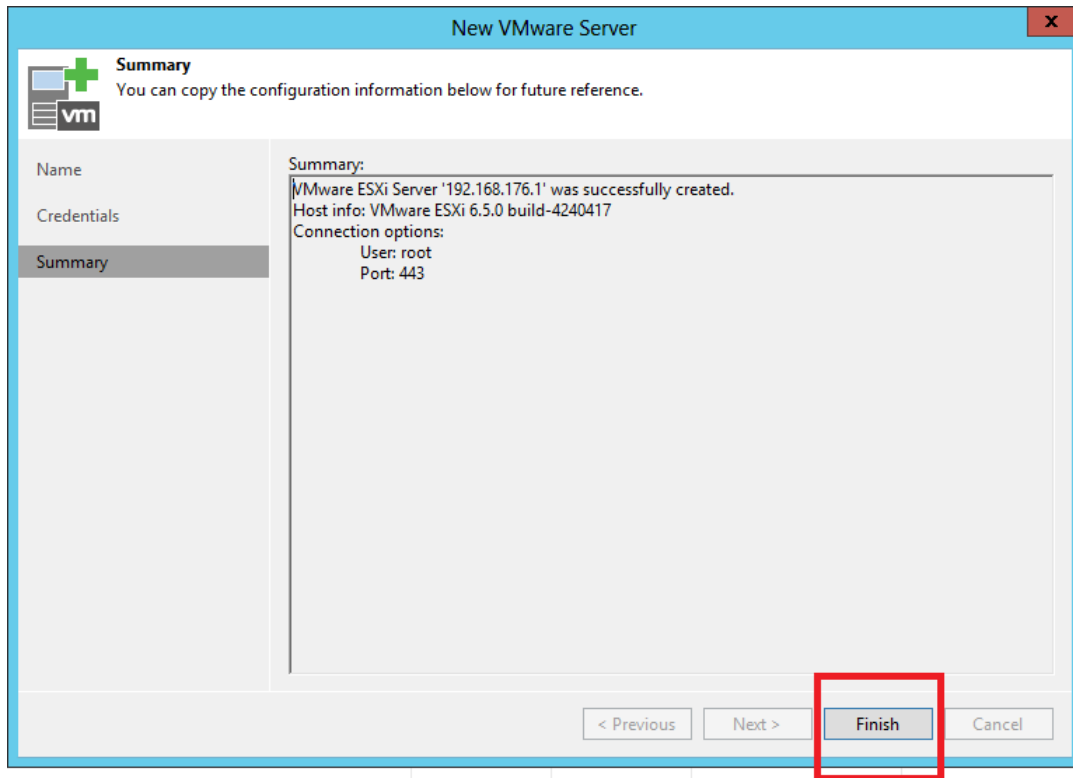 New VMware Server
x
Summary
You can copy the configuration information below for future reference.
vm
Name
Credentials
Summary
Summary:
VMware ESXi Server '192.168.176.1' was successfully created.
Host info: VMware ESXi 6.5.0 build-4240417
Connection options:
User: root
Port: 443
< Previous
Next >
Finish
Cancel